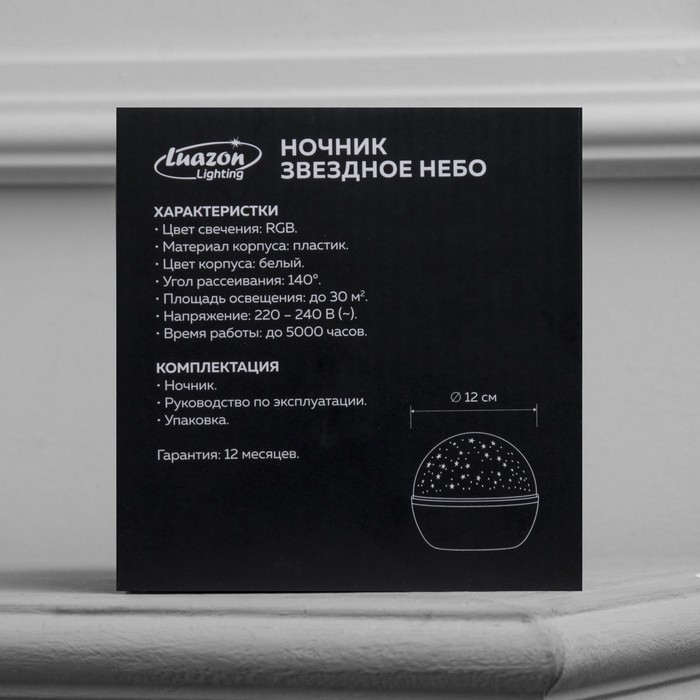 Luazon
Lighting
НОЧНИК
ЗВЕЗДНОЕ НЕБО
ХАРАКТЕРИСТКИ
· Цвет свечения: RGB.
· Материал корпуса: пластик.
· Цвет корпуса: белый.
· Угол рассеивания: 140°.
· Площадь освещения: до 30 м².
· Напряжение: 220 – 240 В (~).
· Время работы: до 5000 часов.
КОМПЛЕКТАЦИЯ
· Ночник.
· Руководство по эксплуатации.
· Упаковка.
Гарантия: 12 месяцев.
∅ 12 см